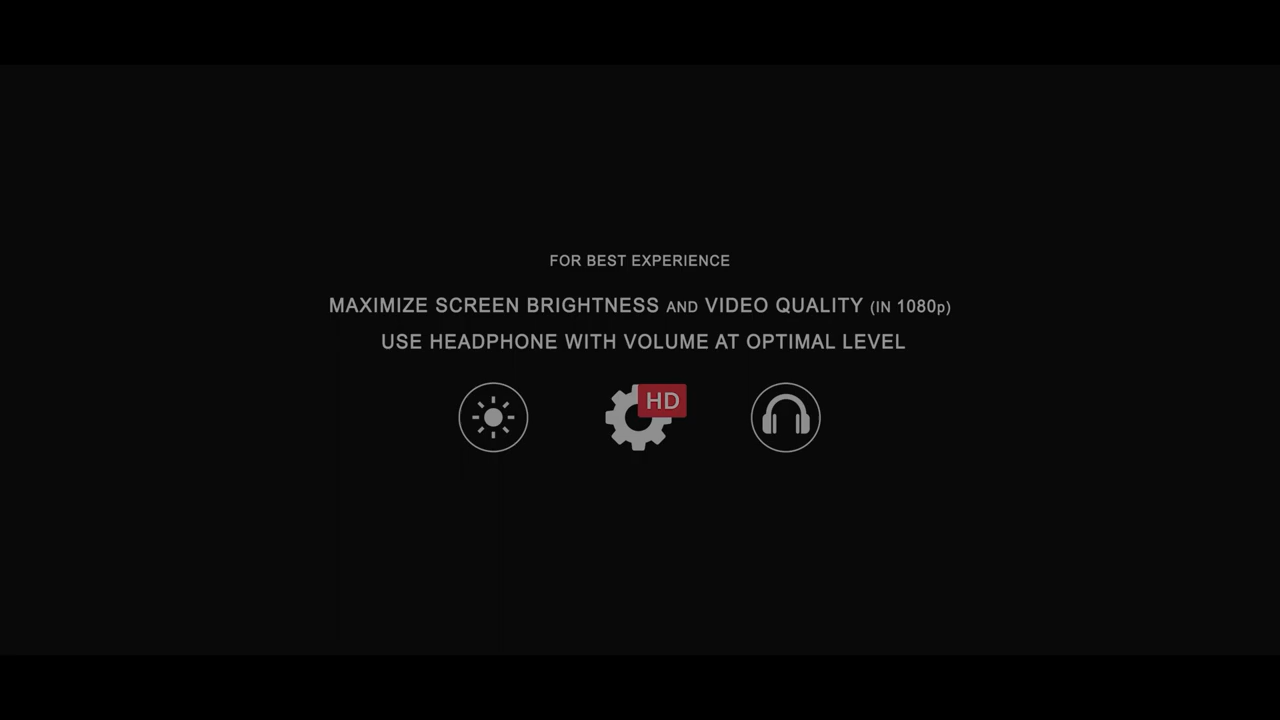 FOR BEST EXPERIENCE
MAXIMIZE SCREEN BRIGHTNESS AND VIDEO QUALITY (IN 1080p)
USE HEADPHONE WITH VOLUME AT OPTIMAL LEVEL
HD